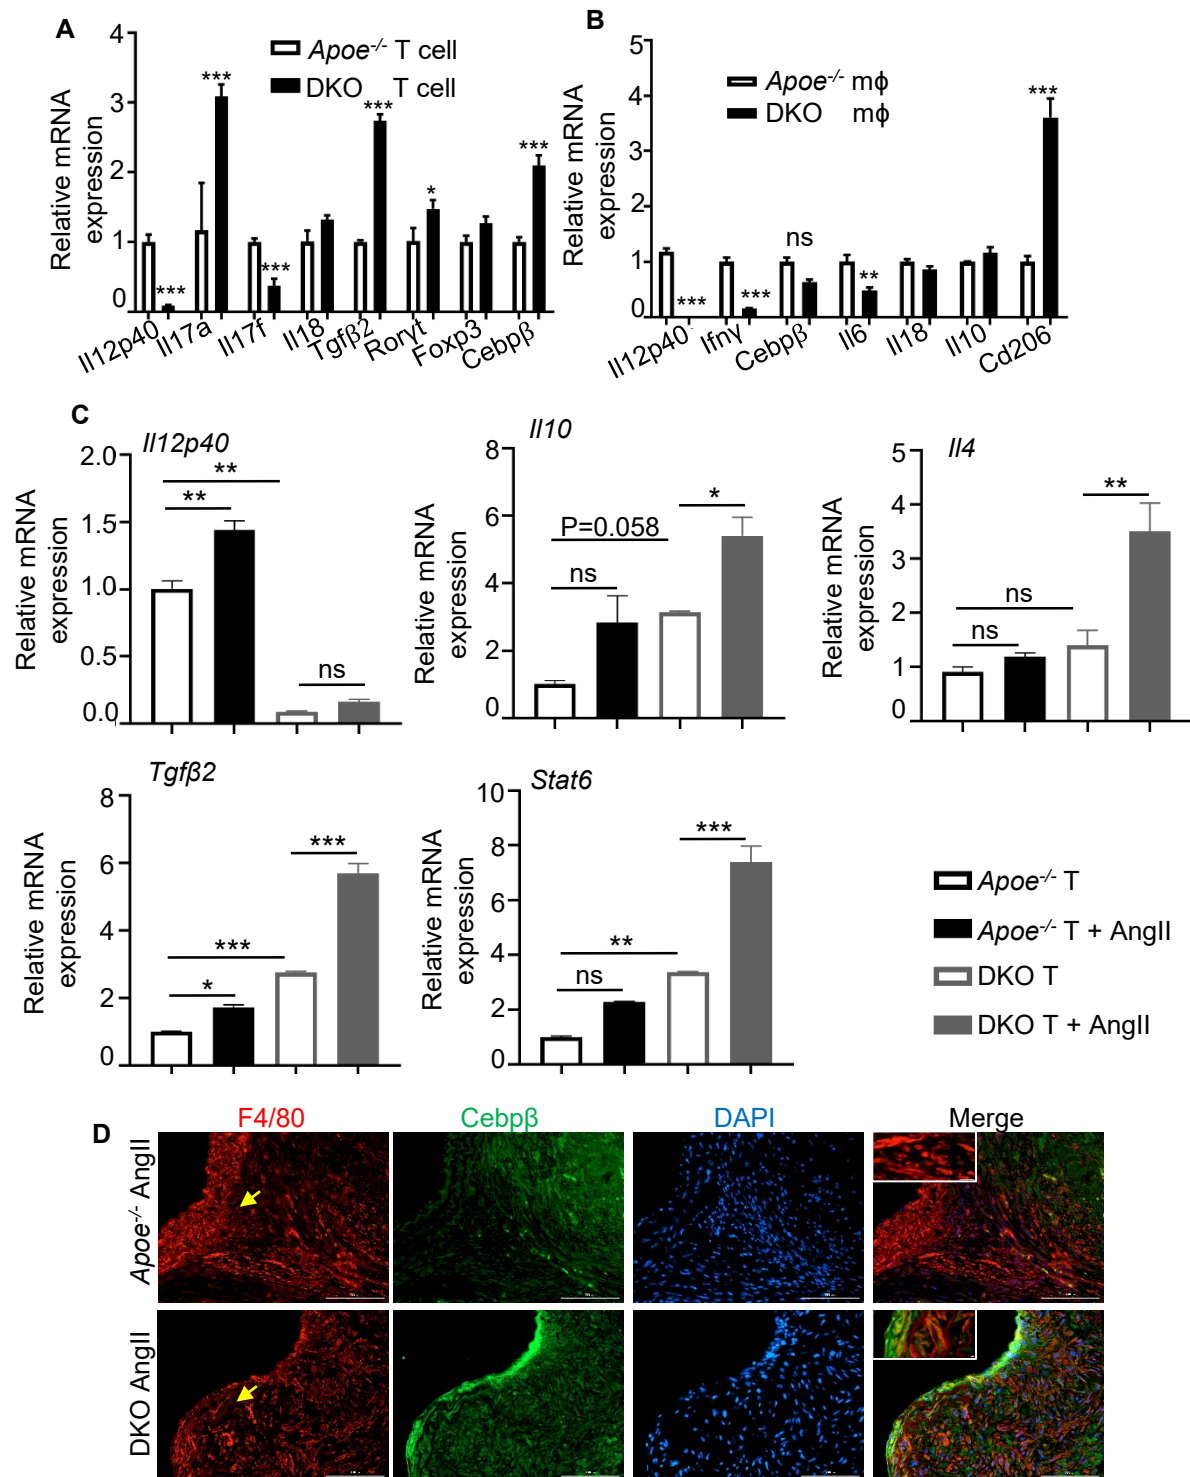 A
Relative mRNA
expression
4
3
2
1
0
Apoe-/- T cell
DKO T cell
***
***
***
***
*
***
Il12p40
Il17a
Il17f
Il18
Tgfβ2
Rorγt
Foxp3
Cebpβ
B
Relative mRNA
expression
5
4
3
2
1
0
Apoe-/- mϕ
DKO mϕ
***
***
ns
**
***
Il12p40
Ifnγ
Cebpβ
Il6
Il18
Il10
Cd206
C
Il12p40
Relative mRNA
expression
2.0
1.5
1.0
0.5
0.0
**
**
ns
Il10
Relative mRNA
expression
8
6
4
2
0
P=0.058
ns
*
Il4
Relative mRNA
expression
5
4
3
2
1
0
ns
ns
**
Tgfβ2
Relative mRNA
expression
8
6
4
2
0
***
***
*
Stat6
Relative mRNA
expression
10
8
6
4
2
0
***
**
ns
Apoe-/- T
Apoe-/- T + AngII
DKO T
DKO T + AngII
D
F4/80
Cebpβ
DAPI
Merge
Apoe-/- AngII
DKO AngII